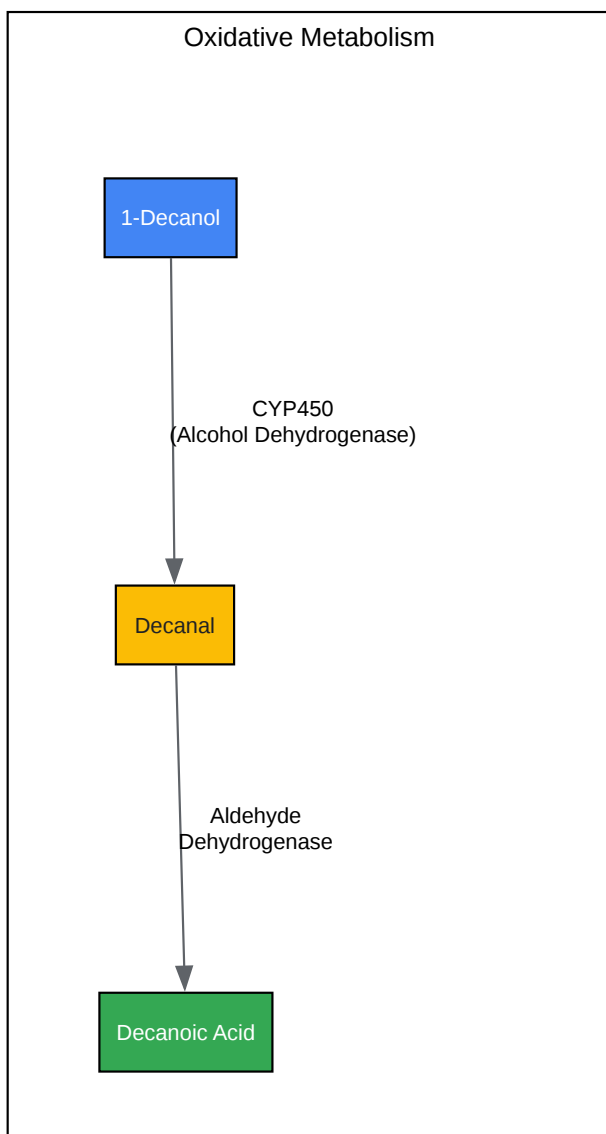 Oxidative Metabolism
1-Decanol
CYP450
(Alcohol Dehydrogenase)
Decanal
Aldehyde
Dehydrogenase
Decanoic Acid